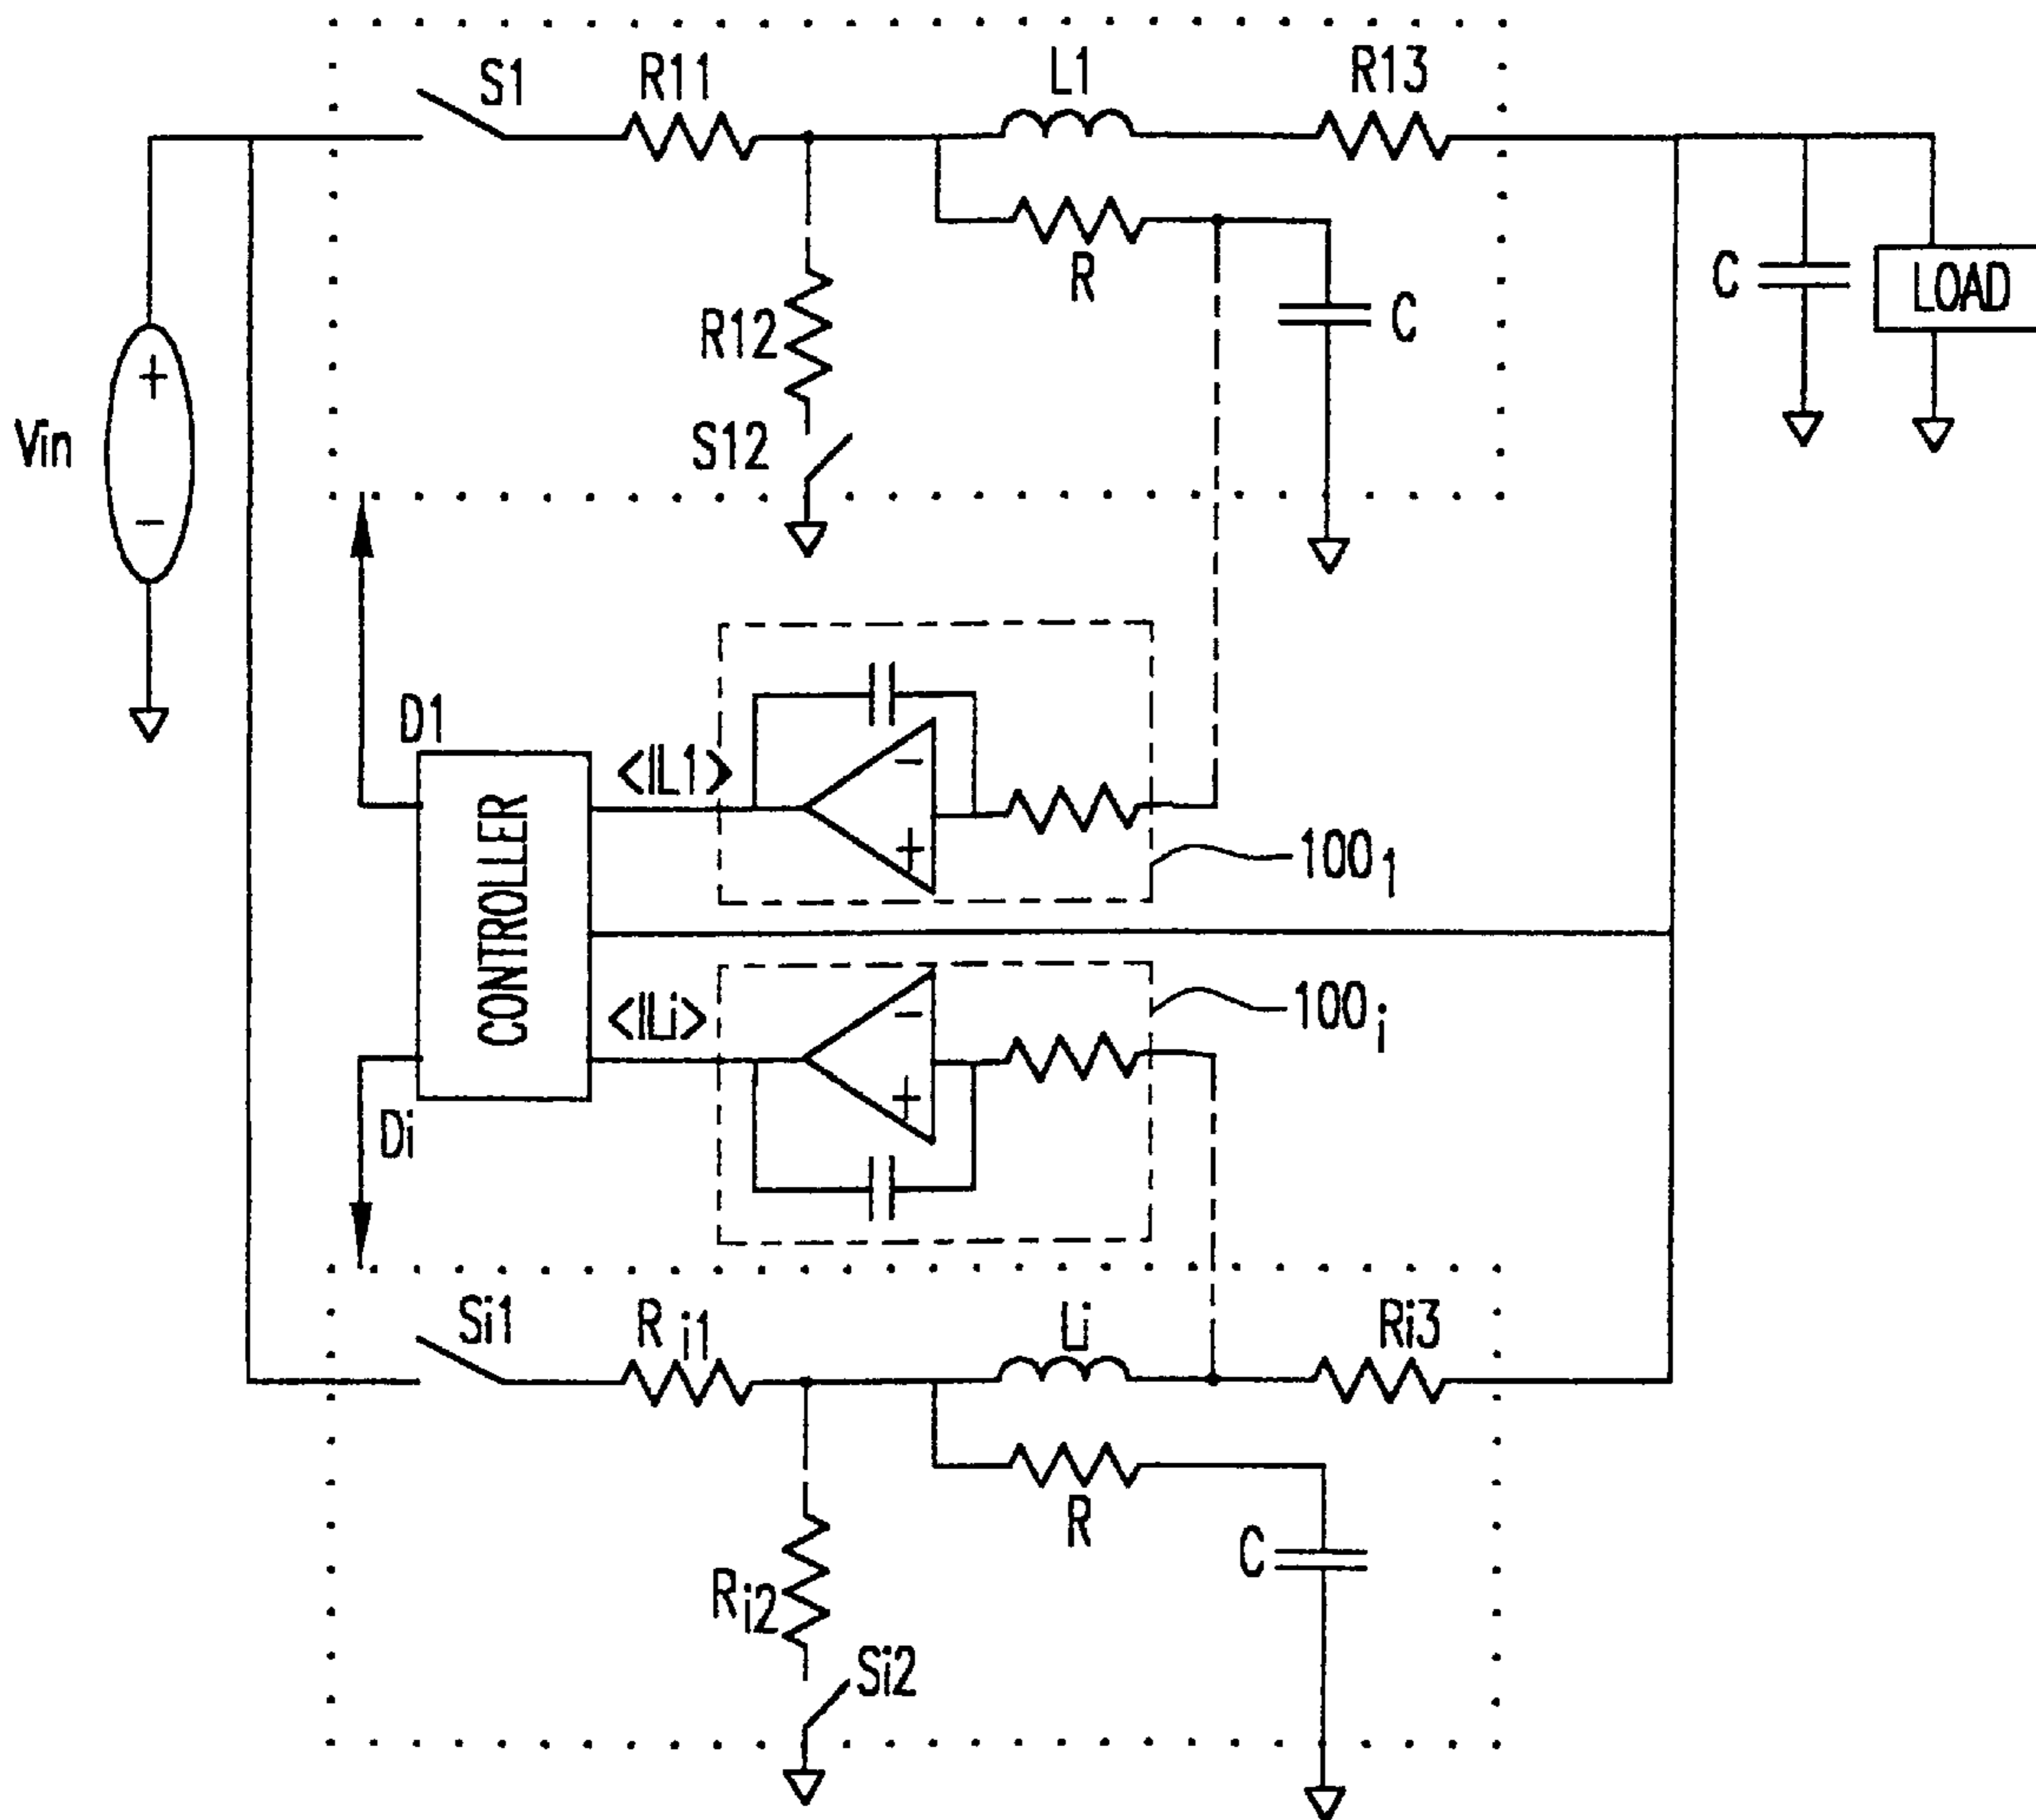 S1
R11
L1
R13
R
C
R12
S12
C
LOAD
Vin
+
−
D1
<IL1>
−
+
CONTROLLER
100₁
<ILi>
−
+
100ᵢ
Di
Si1
R i1
Li
Ri3
R
C
Ri2
Si2